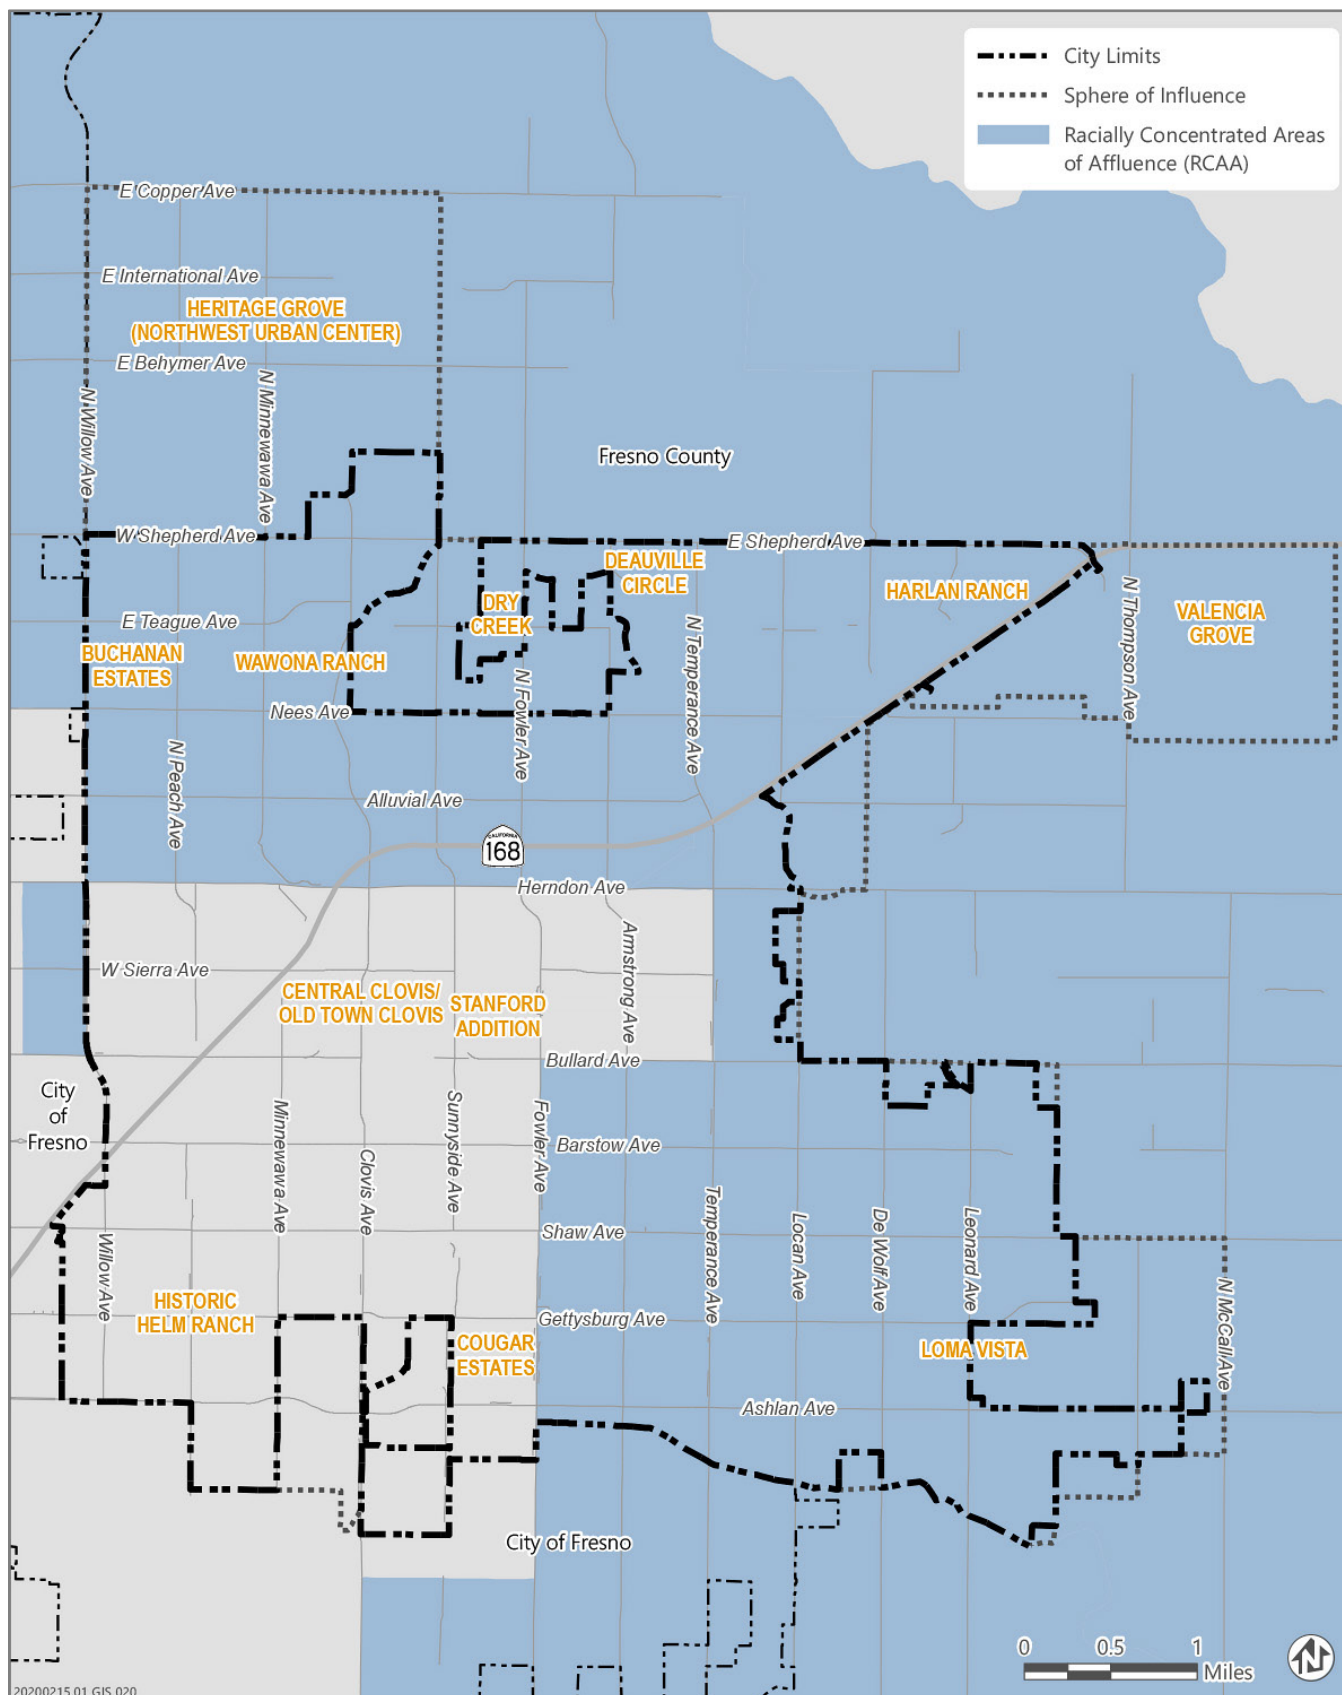 City Limits
Sphere of Influence
Racially Concentrated Areas
of Affluence (RCAA)
E Copper Ave
E International Ave
HERITAGE GROVE
(NORTHWEST URBAN CENTER)
E Behymer Ave
N Willow Ave
N Minnewawa Ave
Fresno County
W Shepherd Ave
E Shepherd Ave
DEAUVILLE
CIRCLE
HARLAN RANCH
DRY
CREEK
N Thompson Ave
VALENCIA
GROVE
E Teague Ave
BUCHANAN
ESTATES
WAWONA RANCH
N Temperance Ave
N Fowler Ave
Nees Ave
N Peach Ave
Alluvial Ave
CALIFORNIA
168
Herndon Ave
Armstrong Ave
W Sierra Ave
CENTRAL CLOVIS/
OLD TOWN CLOVIS
STANFORD
ADDITION
Bullard Ave
City
of
Fresno
Minnewawa Ave
Clovis Ave
Sunnyside Ave
Fowler Ave
Barstow Ave
Temperance Ave
Locan Ave
De Wolf Ave
Leonard Ave
Shaw Ave
Willow Ave
N McCall Ave
HISTORIC
HELM RANCH
Gettysburg Ave
COUGAR
ESTATES
LOMA VISTA
Ashlan Ave
City of Fresno
0 0.5 1
Miles
N
20200215.01 GIS 020